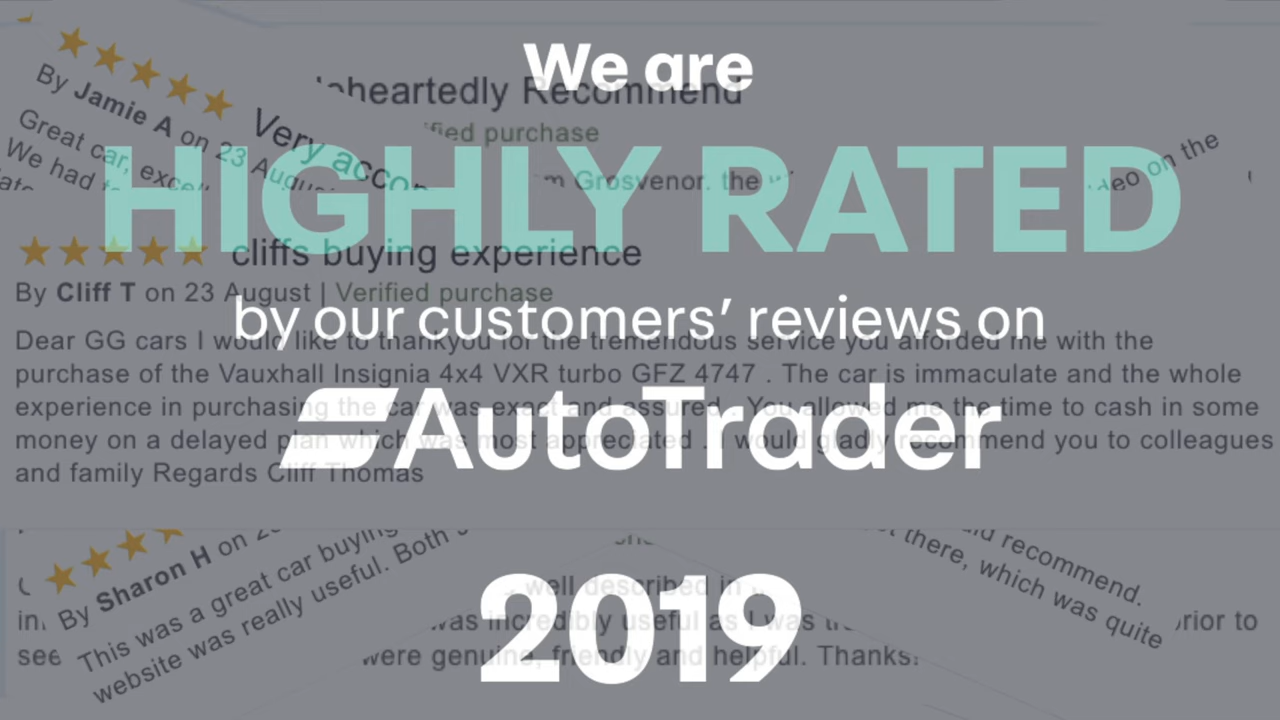 We are
HIGHLY RATED
by our customers’ reviews on
AutoTrader
2019
By Jamie A on 23 August
Great car,
We had
Very
Recommend
purchase
Grosvenor. the
on the
cliffs buying experience
By Cliff T on 23 August | Verified purchase
Dear GG cars I would like to thankyou for the tremendous service you afforded me with the
purchase of the Vauxhall Insignia 4x4 VXR turbo GFZ 4747 . The car is immaculate and the whole
experience in purchasing the car was exact and assured . You allowed me the time to cash in some
money on a delayed plan which was most appreciated . I would gladly recommend you to colleagues
and family Regards Cliff Thomas
By Sharon H on
This was a great car buying
website was really useful. Both
well described in
was incredibly useful as I was
were genuine, friendly and helpful. Thanks.
recommend.
there, which was quite
to